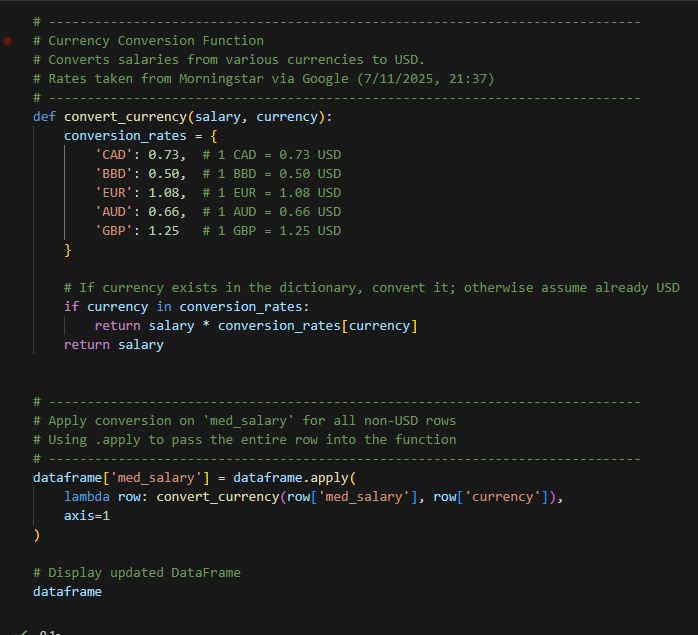 # -----------------------------------------------------------------------------
# Currency Conversion Function
# Converts salaries from various currencies to USD.
# Rates taken from Morningstar via Google (7/11/2025, 21:37)
# -----------------------------------------------------------------------------
def convert_currency(salary, currency):
    conversion_rates = {
        'CAD': 0.73,  # 1 CAD = 0.73 USD
        'BBD': 0.50,  # 1 BBD = 0.50 USD
        'EUR': 1.08,  # 1 EUR = 1.08 USD
        'AUD': 0.66,  # 1 AUD = 0.66 USD
        'GBP': 1.25   # 1 GBP = 1.25 USD
    }

    # If currency exists in the dictionary, convert it; otherwise assume already USD
    if currency in conversion_rates:
        return salary * conversion_rates[currency]
    return salary


# -----------------------------------------------------------------------------
# Apply conversion on 'med_salary' for all non-USD rows
# Using .apply to pass the entire row into the function
# -----------------------------------------------------------------------------
dataframe['med_salary'] = dataframe.apply(
    lambda row: convert_currency(row['med_salary'], row['currency']),
    axis=1
)

# Display updated DataFrame
dataframe